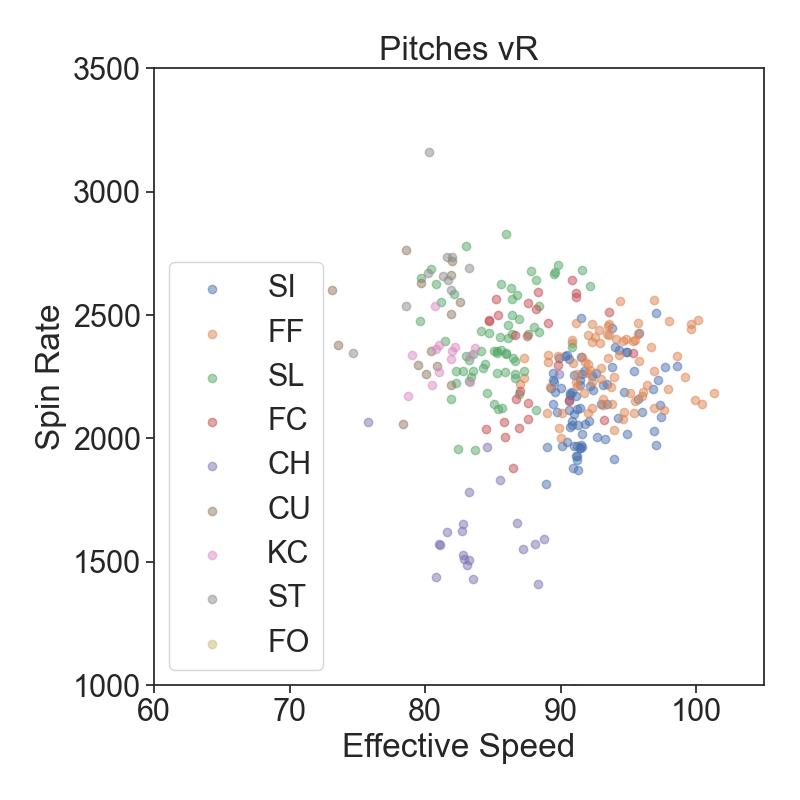 Pitches vR
3500
3000
2500
2000
1500
1000
Spin Rate
SI
FF
SL
FC
CH
CU
KC
ST
FO
60 70 80 90 100
Effective Speed